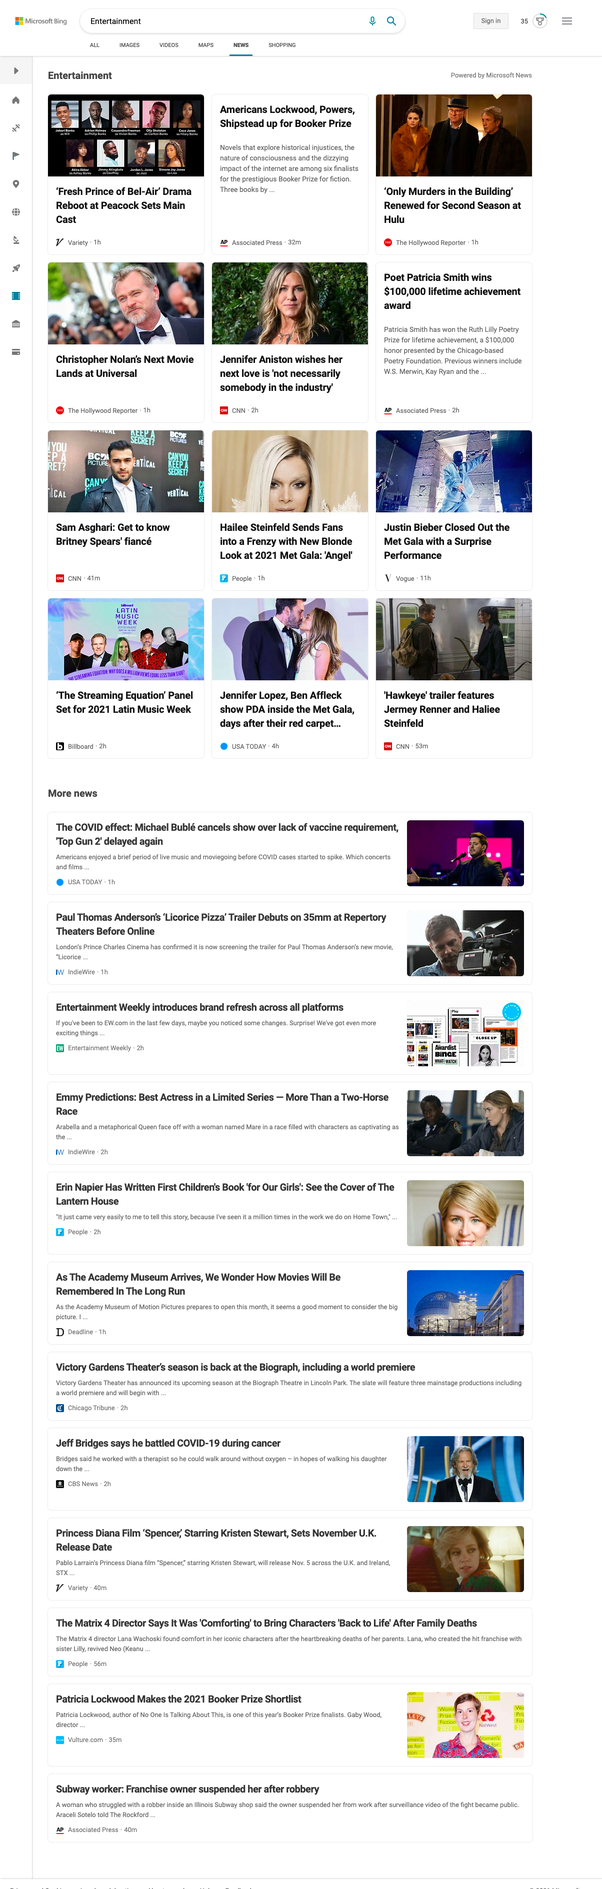 Microsoft Bing
Entertainment
Sign in
35
ALL
IMAGES
VIDEOS
MAPS
NEWS
SHOPPING
Entertainment
Powered by Microsoft News
'Fresh Prince of Bel-Air' Drama
Reboot at Peacock Sets Main
Cast
Variety · 1h
Americans Lockwood, Powers,
Shipstead up for Booker Prize
Novels that explore historical injustices, the
nature of consciousness and the dizzying
impact of the internet are among six finalists
for the prestigious Booker Prize for fiction.
Three books by ...
AP Associated Press · 32m
'Only Murders in the Building'
Renewed for Second Season at
Hulu
The Hollywood Reporter · 1h
Christopher Nolan's Next Movie
Lands at Universal
The Hollywood Reporter · 1h
Jennifer Aniston wishes her
next love is 'not necessarily
somebody in the industry'
CNN · 2h
Poet Patricia Smith wins
$100,000 lifetime achievement
award
Patricia Smith has won the Ruth Lilly Poetry
Prize for lifetime achievement, a $100,000
honor presented by the Chicago-based
Poetry Foundation. Previous winners include
W.S. Merwin, Kay Ryan and the ...
AP Associated Press · 2h
BCDF
PICTURES
VERTICAL
Sam Asghari: Get to know
Britney Spears' fiancé
CNN · 41m
Hailee Steinfeld Sends Fans
into a Frenzy with New Blonde
Look at 2021 Met Gala: 'Angel'
People · 1h
Justin Bieber Closed Out the
Met Gala with a Surprise
Performance
Vogue · 11h
LATIN
MUSIC
WEEK
'The Streaming Equation' Panel
Set for 2021 Latin Music Week
Billboard · 2h
Jennifer Lopez, Ben Affleck
show PDA inside the Met Gala,
days after their red carpet...
USA TODAY · 4h
'Hawkeye' trailer features
Jermey Renner and Haliee
Steinfeld
CNN · 53m
More news
The COVID effect: Michael Bublé cancels show over lack of vaccine requirement,
'Top Gun 2' delayed again
Americans enjoyed a brief period of live music and moviegoing before COVID cases started to spike. Which concerts
and films ...
USA TODAY · 1h
Paul Thomas Anderson's 'Licorice Pizza' Trailer Debuts on 35mm at Repertory
Theaters Before Online
London's Prince Charles Cinema has confirmed it is now screening the trailer for Paul Thomas Anderson's new movie,
"Licorice ...
IW IndieWire · 1h
Entertainment Weekly introduces brand refresh across all platforms
If you've been to EW.com in the last few days, maybe you noticed some changes. Surprise! We've got even more
exciting things ...
EW Entertainment Weekly · 2h
Awardist
BINGE
WHAT TO WATCH
CLOSE UP
Emmy Predictions: Best Actress in a Limited Series — More Than a Two-Horse
Race
Arabella and a metaphorical Queen face off with a woman named Mare in a race filled with characters as captivating as
the ...
IW IndieWire · 2h
Erin Napier Has Written First Children's Book 'for Our Girls': See the Cover of The
Lantern House
"It just came very easily to me to tell this story, because I've seen it a million times in the work we do on Home Town," ...
People · 2h
As The Academy Museum Arrives, We Wonder How Movies Will Be
Remembered In The Long Run
As the Academy Museum of Motion Pictures prepares to open this month, it seems a good moment to consider the big
picture. I ...
Deadline · 1h
Victory Gardens Theater's season is back at the Biograph, including a world premiere
Victory Gardens Theater has announced its upcoming season at the Biograph Theatre in Lincoln Park. The slate will feature three mainstage productions including
a world premiere and will begin with ...
Chicago Tribune · 2h
Jeff Bridges says he battled COVID-19 during cancer
Bridges said he worked with a therapist so he could walk around without oxygen – in hopes of walking his daughter
down the ...
CBS News · 2h
Princess Diana Film 'Spencer,' Starring Kristen Stewart, Sets November U.K.
Release Date
Pablo Larraín's Princess Diana film "Spencer," starring Kristen Stewart, will release Nov. 5 across the U.K. and Ireland,
STX ...
Variety · 40m
The Matrix 4 Director Says It Was 'Comforting' to Bring Characters 'Back to Life' After Family Deaths
The Matrix 4 director Lana Wachoski found comfort in her iconic characters after the heartbreaking deaths of her parents. Lana, who created the hit franchise with
sister Lilly, revived Neo (Keanu ...
People · 56m
Patricia Lockwood Makes the 2021 Booker Prize Shortlist
Patricia Lockwood, author of No One Is Talking About This, is one of this year's Booker Prize finalists. Gaby Wood,
director ...
Vulture.com · 35m
Subway worker: Franchise owner suspended her after robbery
A woman who struggled with a robber inside an Illinois Subway shop said the owner suspended her from work after surveillance video of the fight became public.
Araceli Sotelo told The Rockford ...
AP Associated Press · 40m